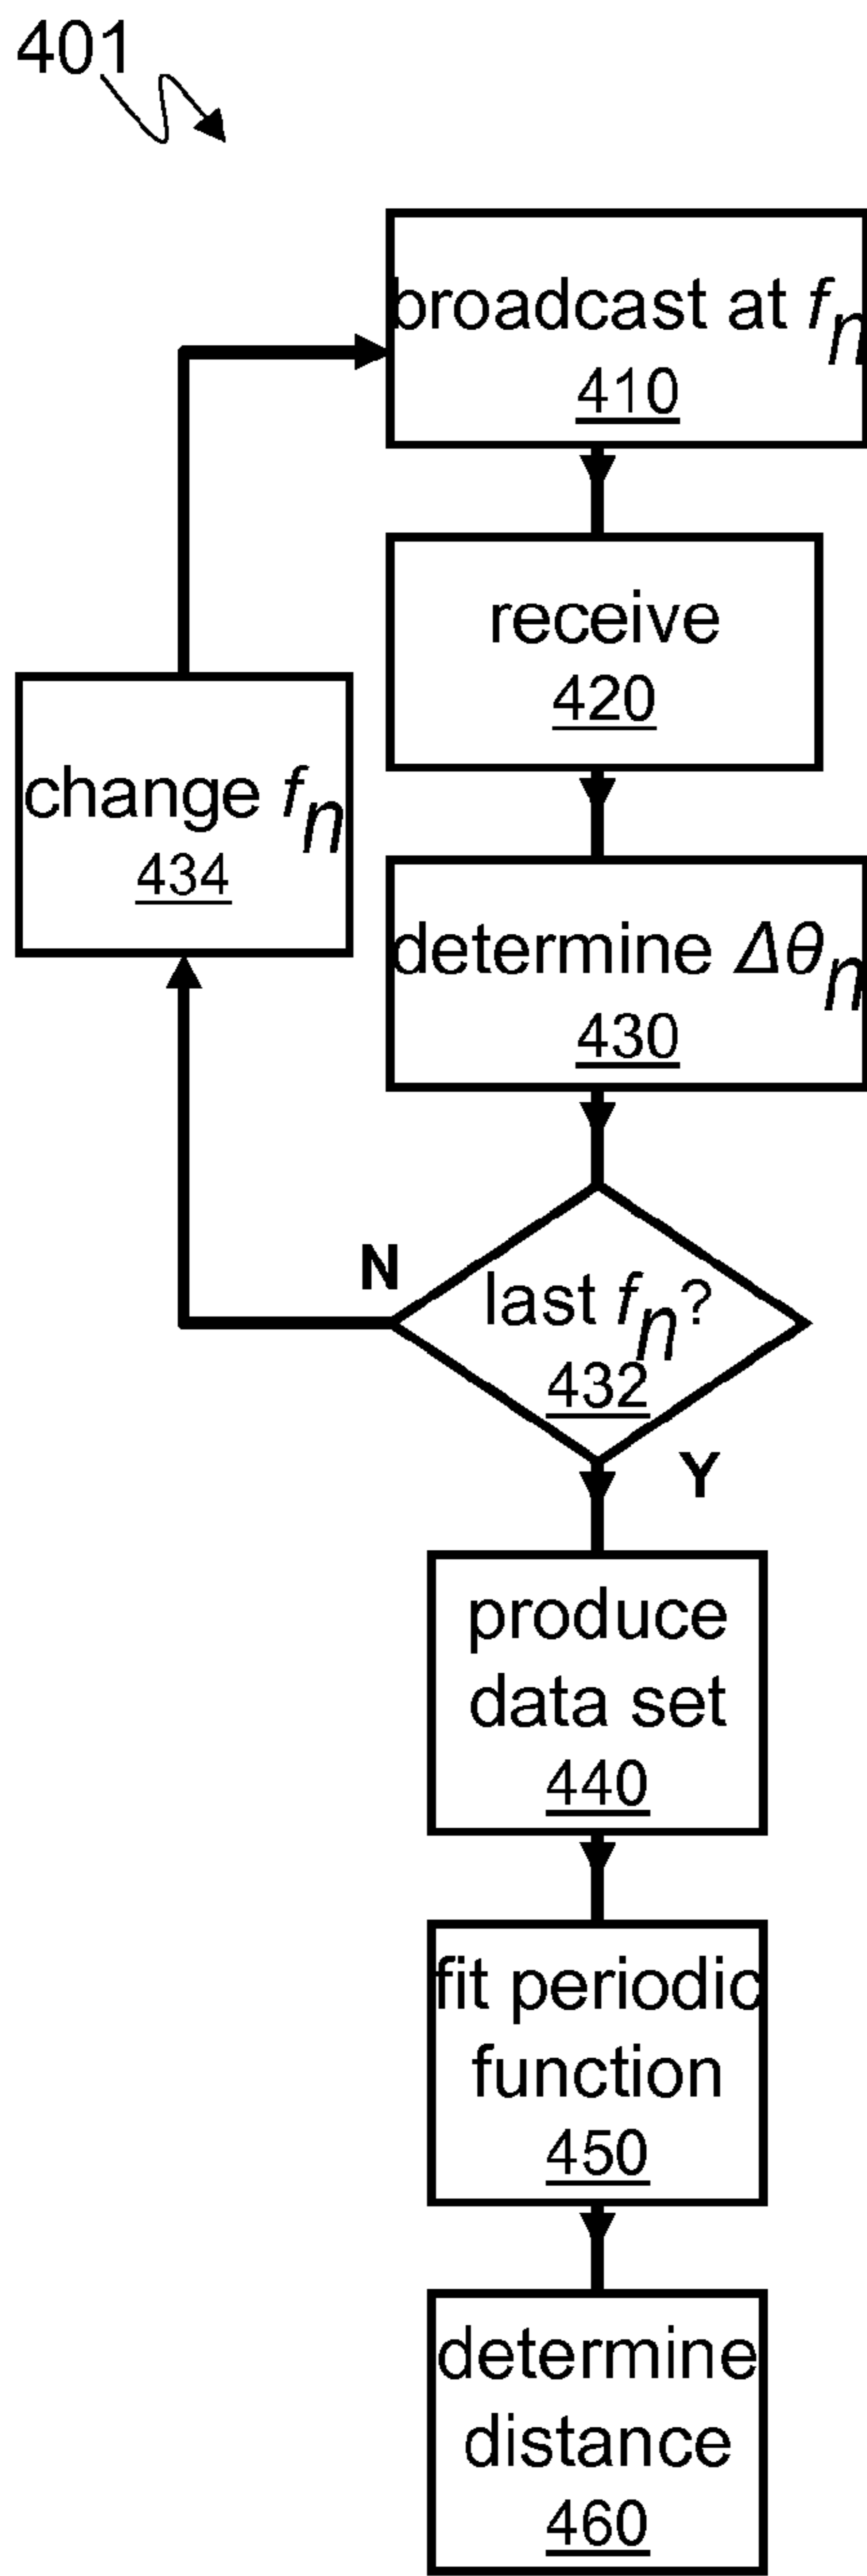 401
broadcast at fn
410
receive
420
change fn
434
determine Δθn
430
N
last fn?
432
Y
produce
data set
440
fit periodic
function
450
determine
distance
460